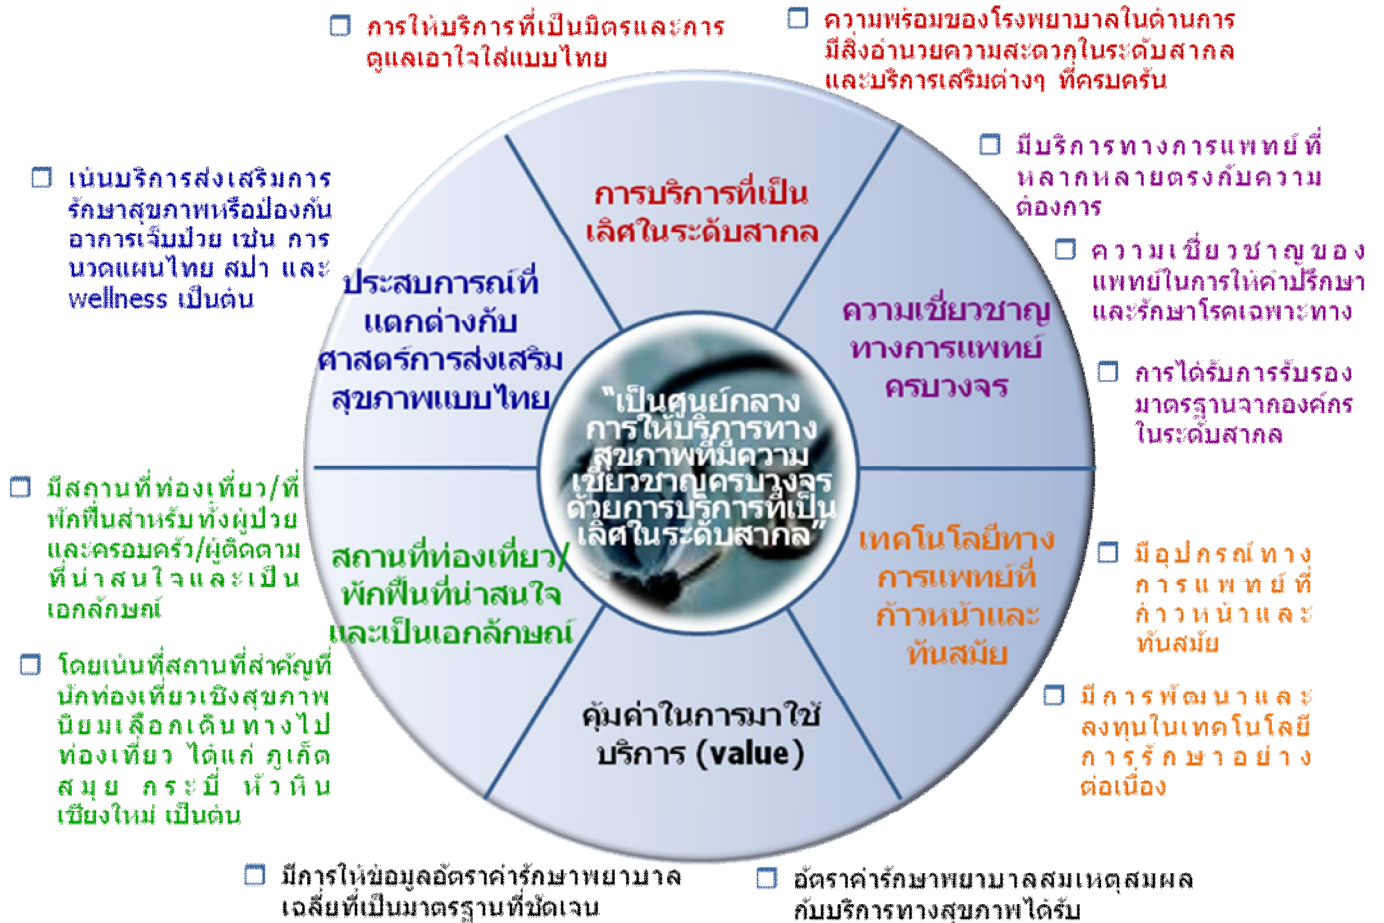 การให้บริการที่เป็นมิตรและการ
ดูแลเอาใจใส่แบบไทย
ความพร้อมของโรงพยาบาลในด้านการ
มีสิ่งอำนวยความสะดวกในระดับสากล
และบริการเสริมต่างๆ ที่ครบครัน
มีบริการทางการแพทย์ที่
หลากหลายตรงกับความ
ต้องการ
ความเชี่ยวชาญของ
แพทย์ในการให้คำปรึกษา
และรักษาโรคเฉพาะทาง
การได้รับการรับรอง
มาตรฐานจากองค์กร
ในระดับสากล
เน้นบริการส่งเสริมการ
รักษาสุขภาพหรือป้องกัน
อาการเจ็บป่วย เช่น การ
นวดแผนไทย สปา และ
wellness เป็นต้น
การบริการที่เป็น
เลิศในระดับสากล
ประสบการณ์ที่
แตกต่างกับ
ศาสตร์การส่งเสริม
สุขภาพแบบไทย
ความเชี่ยวชาญ
ทางการแพทย์
ครบวงจร
"เป็นศูนย์กลาง
การให้บริการทาง
สุขภาพที่มีความ
เชี่ยวชาญครบวงจร
ด้วยการบริการที่เป็น
เลิศในระดับสากล"
สถานที่ท่องเที่ยว/
พักฟื้นที่น่าสนใจ
และเป็นเอกลักษณ์
เทคโนโลยีทาง
การแพทย์ที่
ก้าวหน้าและ
ทันสมัย
คุ้มค่าในการมาใช้
บริการ (value)
มีสถานที่ท่องเที่ยว/ที่
พักฟื้นสำหรับทั้งผู้ป่วย
และครอบครัว/ผู้ติดตาม
ที่น่าสนใจและเป็น
เอกลักษณ์
โดยเน้นที่สถานที่สำคัญที่
นักท่องเที่ยวเชิงสุขภาพ
นิยมเลือกเดินทางไป
ท่องเที่ยว ได้แก่ ภูเก็ต
สมุย กระบี่ หัวหิน
เชียงใหม่ เป็นต้น
มีอุปกรณ์ทาง
การแพทย์ที่
ก้าวหน้าและ
ทันสมัย
มีการพัฒนาและ
ลงทุนในเทคโนโลยี
การรักษาอย่าง
ต่อเนื่อง
มีการให้ข้อมูลอัตราค่ารักษาพยาบาล
เฉลี่ยที่เป็นมาตรฐานที่ชัดเจน
อัตราค่ารักษาพยาบาลสมเหตุสมผล
กับบริการทางสุขภาพได้รับ